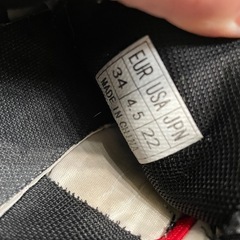 EUR USA JPN
34 4.5 22
MADE IN CHINA